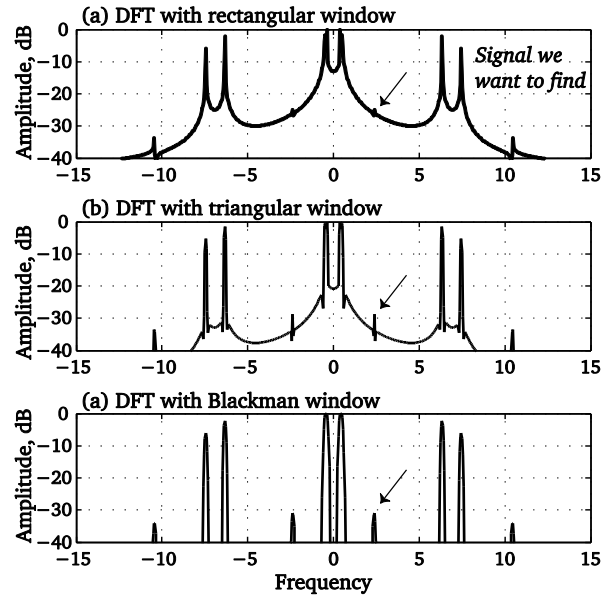 (a) DFT with rectangular window
Amplitude, dB
0
−10
−20
−30
−40
Signal we
want to find
−15 −10 −5 0 5 10 15
(b) DFT with triangular window
Amplitude, dB
0
−10
−20
−30
−40
−15 −10 −5 0 5 10 15
(a) DFT with Blackman window
Amplitude, dB
0
−10
−20
−30
−40
−15 −10 −5 0 5 10 15
Frequency